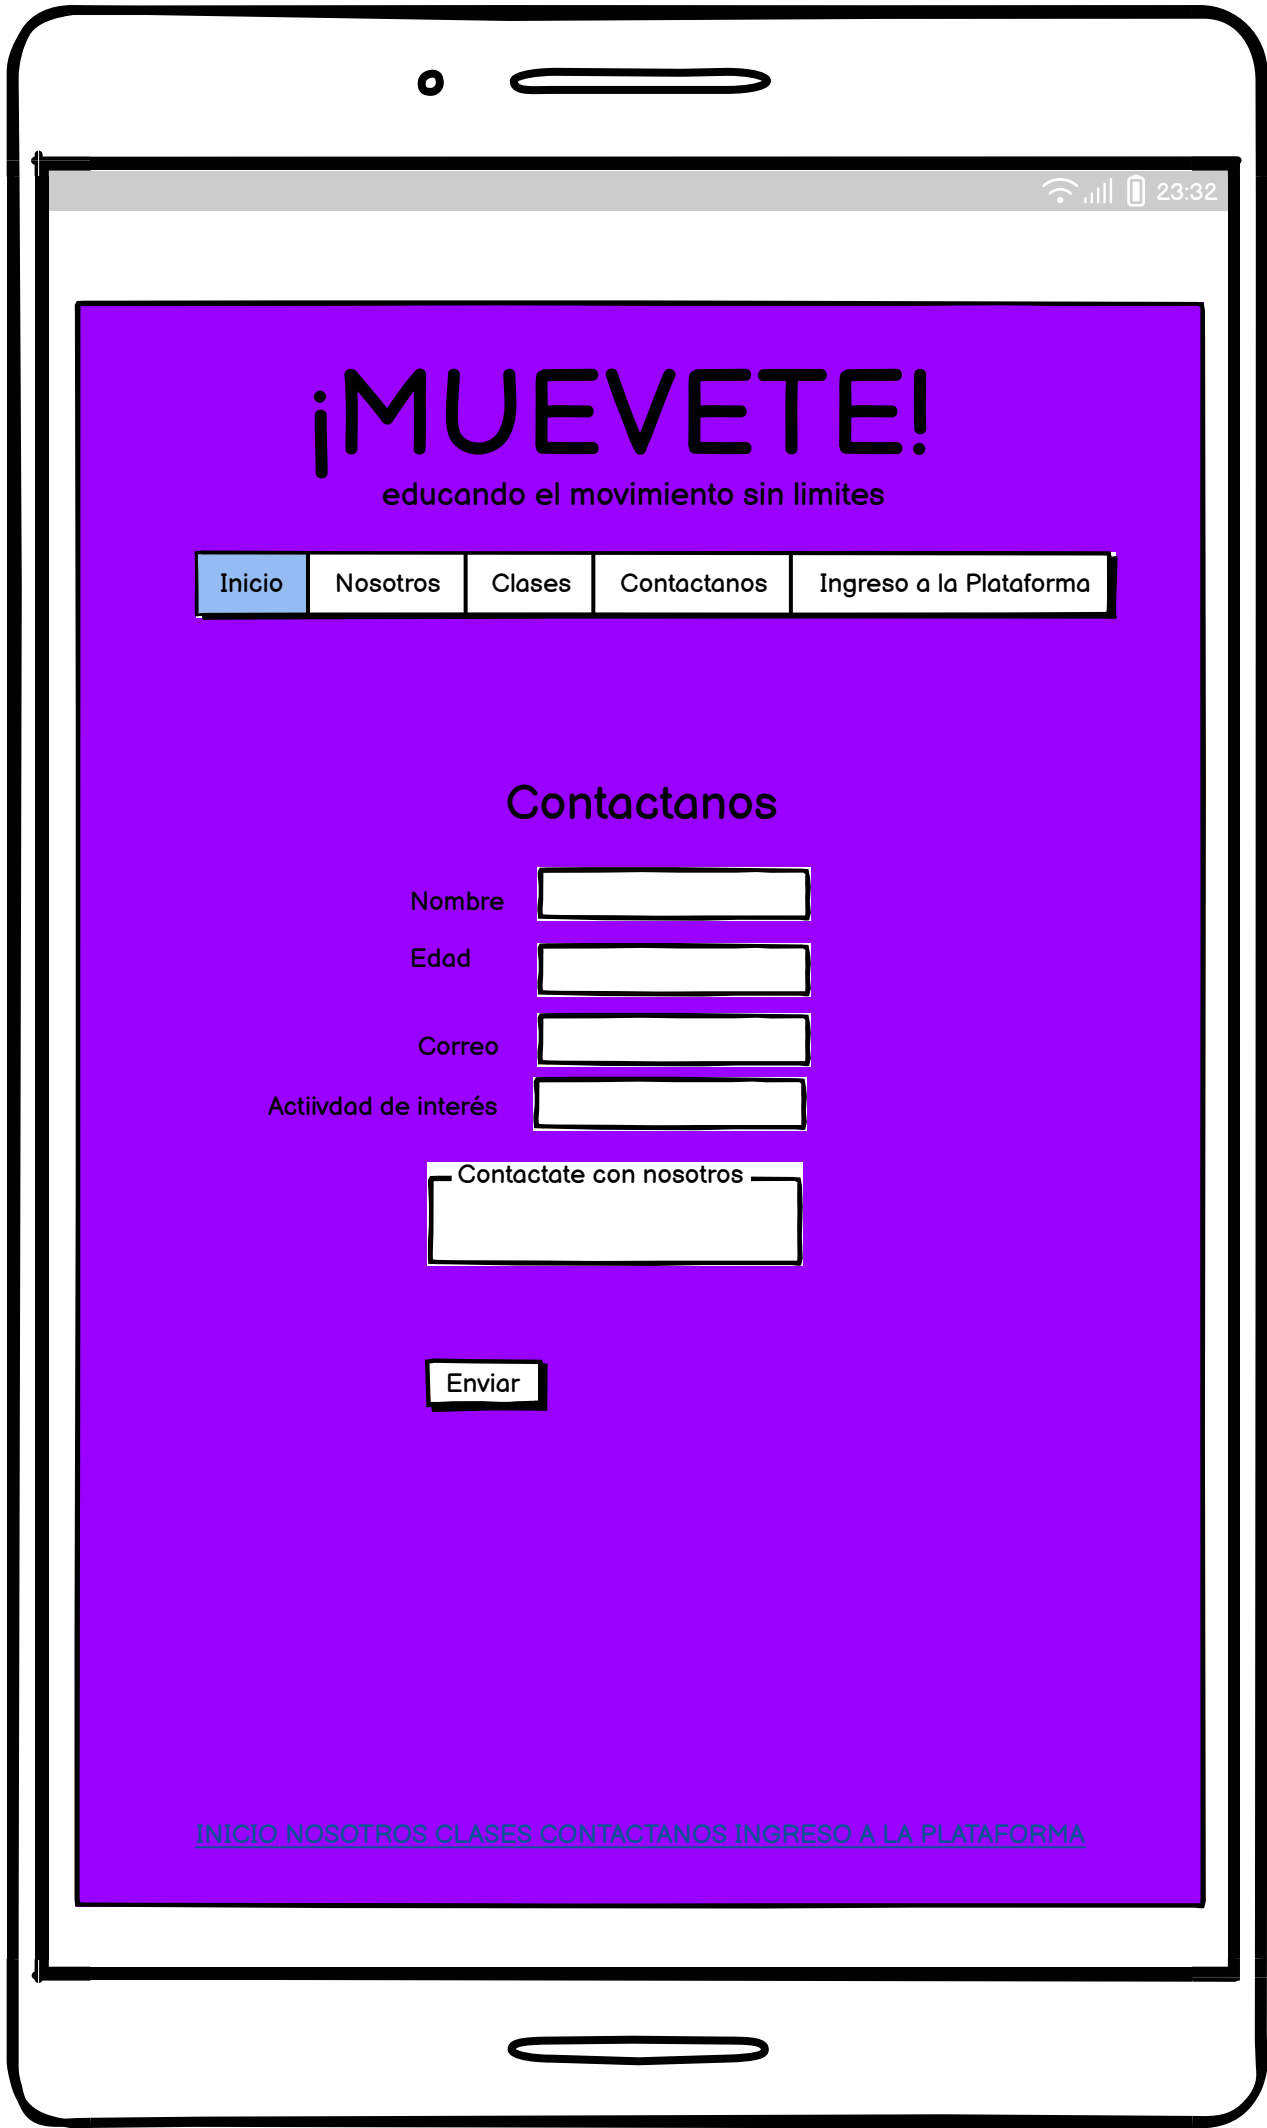 23:32
¡MUEVETE!
educando el movimiento sin limites
Inicio Nosotros Clases Contactanos Ingreso a la Plataforma
Contactanos
Nombre
Edad
Correo
Actiivdad de interés
Contactate con nosotros
Enviar
INICIO NOSOTROS CLASES CONTACTANOS INGRESO A LA PLATAFORMA